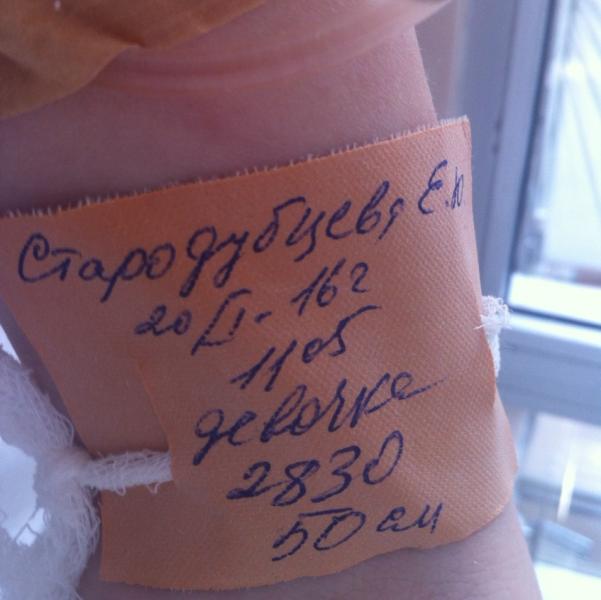 Стародубцева Е.Ю
20/II-16г
11 05
девочка
2830
50 см